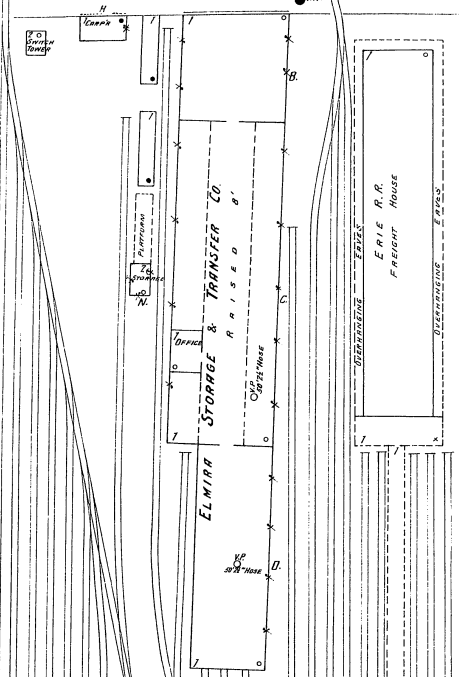 H
1 CARP'R
2
SWITCH
TOWER
1
1
1
B.
1
PLATFORM
2
STORAGE
"N.
ELMIRA STORAGE & TRANSFER CO.
RAISED 8'
C.
1
OFFICE
V.P.
50' 2½" HOSE
1
V.P.
50' 2½" HOSE
D.
1
1
ERIE R.R.
FREIGHT HOUSE
OVERHANGING EAVES
OVERHANGING EAVES
1
x
1